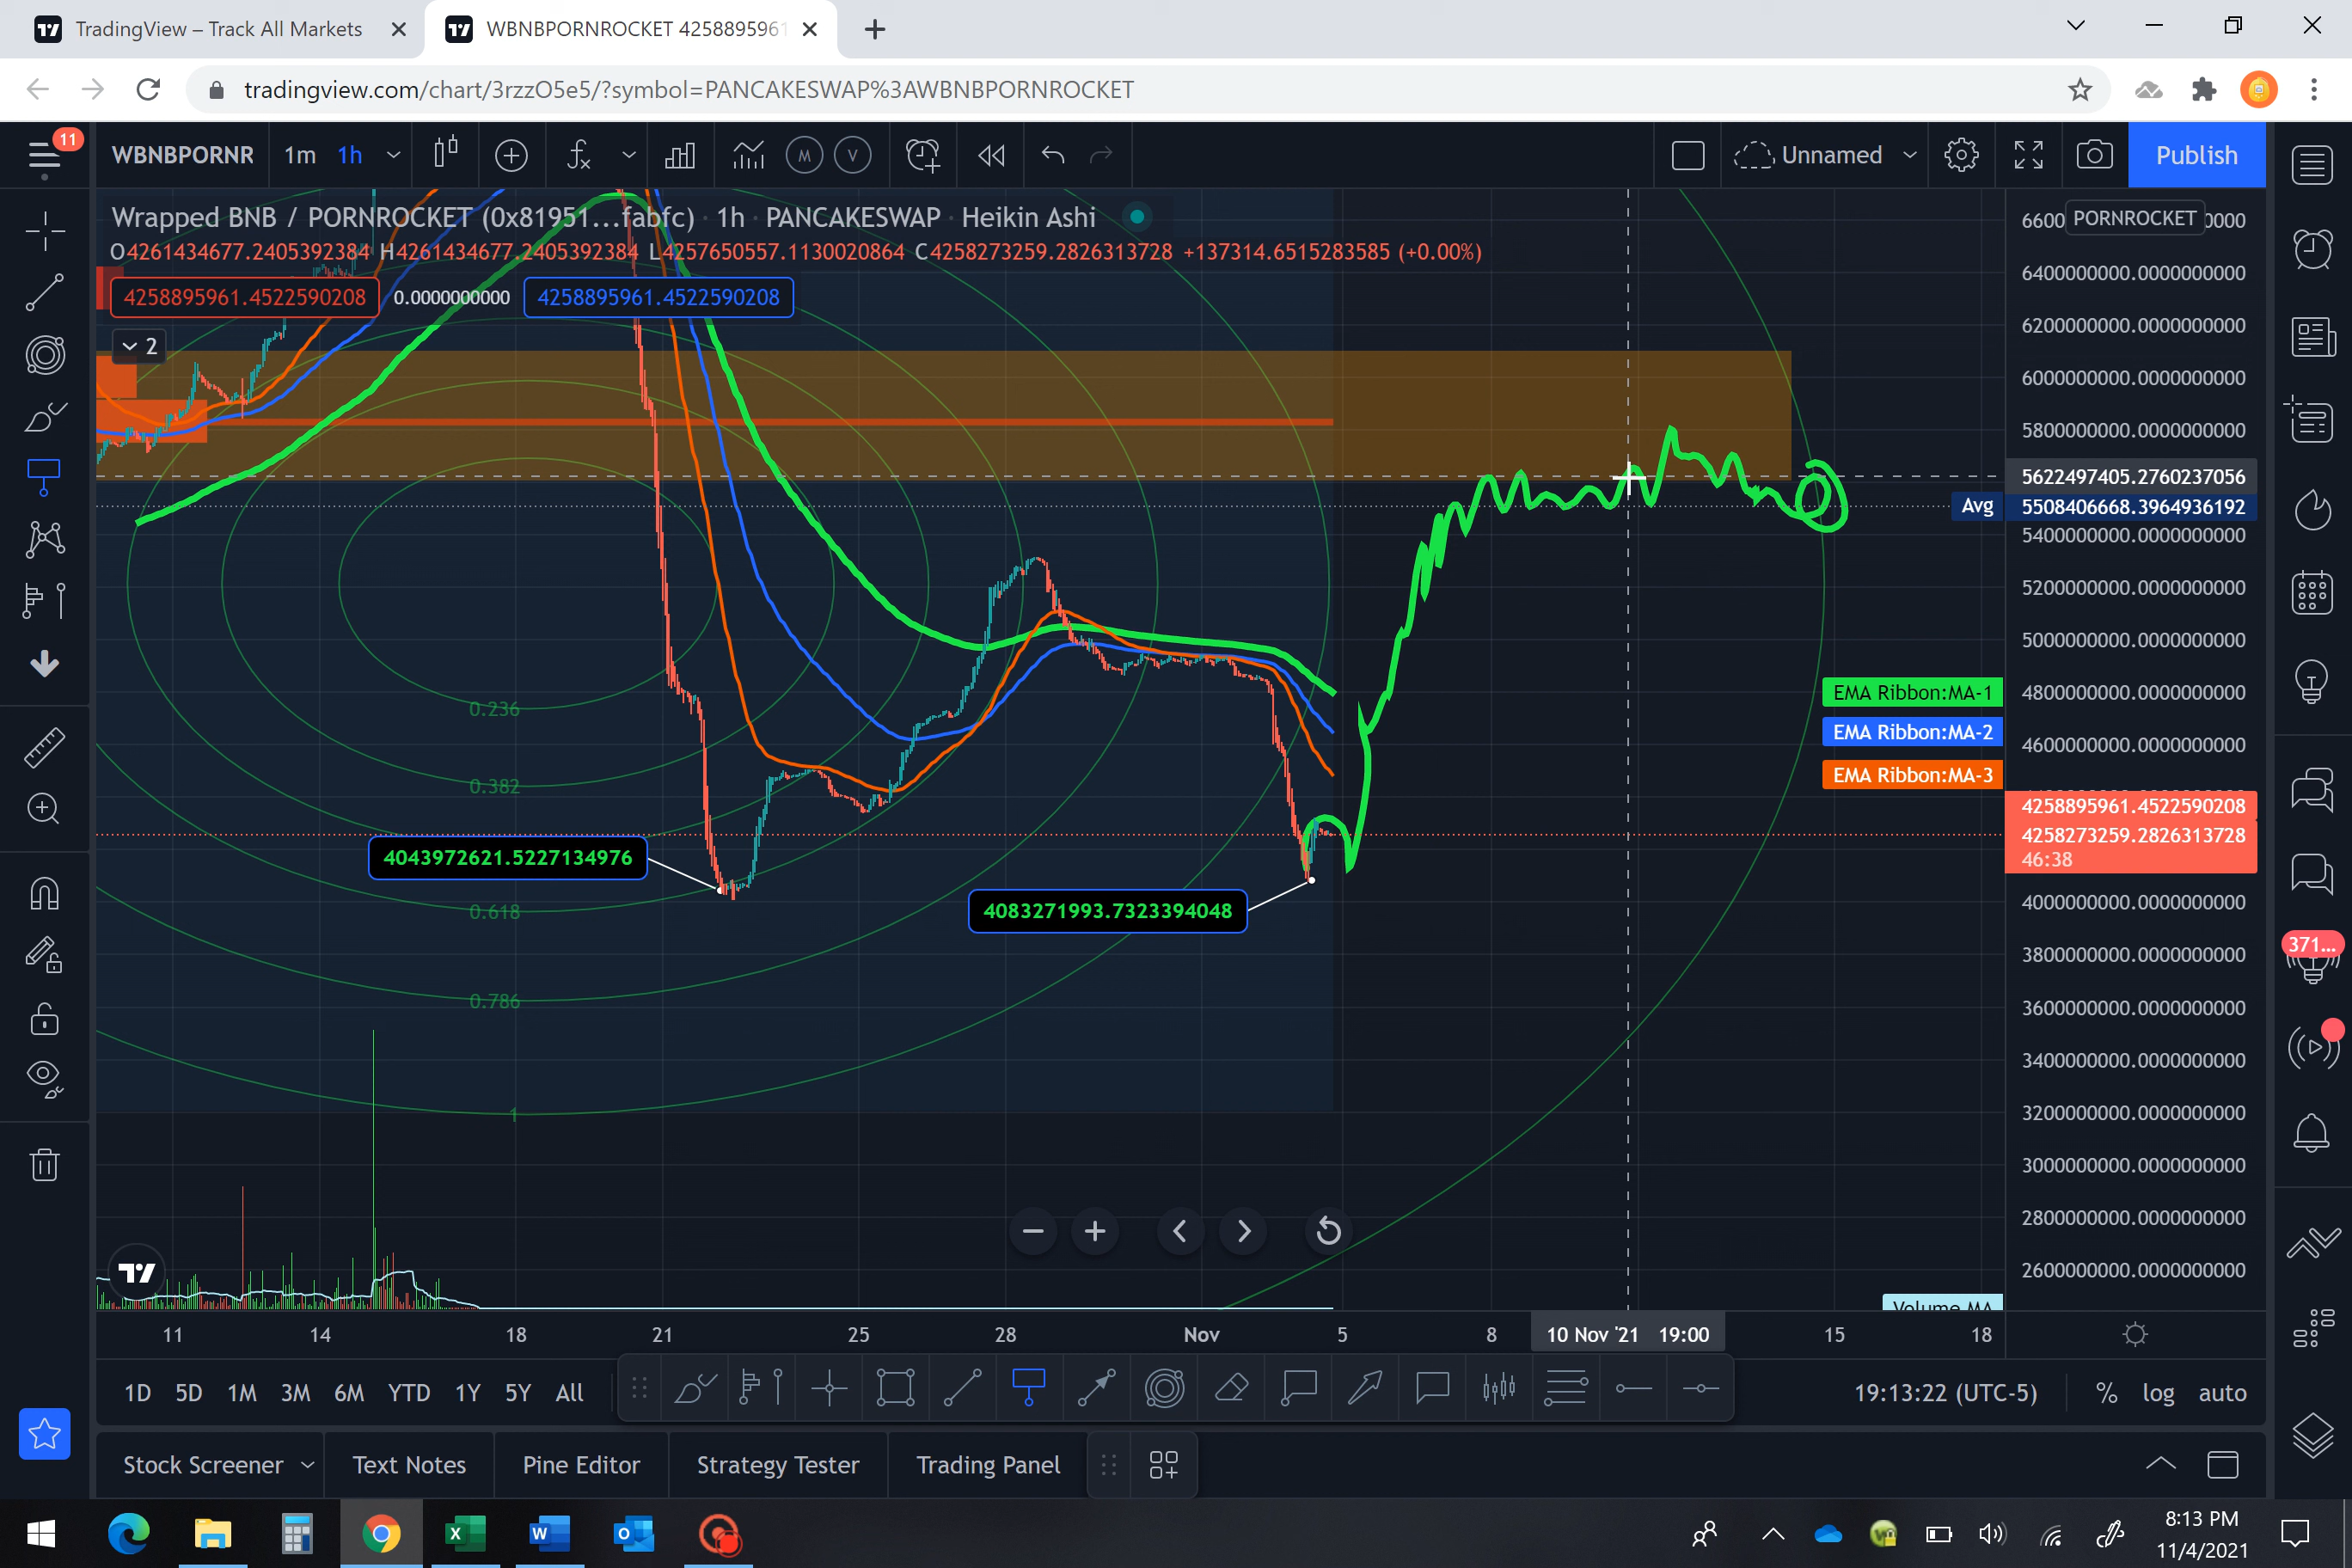 TradingView – Track All Markets
WBNBPORNROCKET 4258895961
tradingview.com/chart/3rzzO5e5/?symbol=PANCAKESWAP%3AWBNBPORNROCKET
11
WBNBPORNR 1m 1h M V Unnamed Publish
Wrapped BNB / PORNROCKET (0x81951...fabfc) · 1h · PANCAKESWAP · Heikin Ashi
O4261434677.2405392384 H4261434677.2405392384 L4257650557.1130020864 C4258273259.2826313728 +137314.6515283585 (+0.00%)
4258895961.4522590208 0.0000000000 4258895961.4522590208
2
PORNROCKET
6400000000.0000000000
6200000000.0000000000
6000000000.0000000000
5800000000.0000000000
5622497405.2760237056
Avg 5508406668.3964936192
5400000000.0000000000
5200000000.0000000000
5000000000.0000000000
EMA Ribbon:MA-1 4800000000.0000000000
EMA Ribbon:MA-2
4600000000.0000000000
EMA Ribbon:MA-3
4258895961.4522590208
4258273259.2826313728
46:38
4000000000.0000000000
3800000000.0000000000
3600000000.0000000000
3400000000.0000000000
3200000000.0000000000
3000000000.0000000000
2800000000.0000000000
2600000000.0000000000
0.236
0.382
4043972621.5227134976
0.618
4083271993.7323394048
0.786
1
371...
Volume MA
11 14 18 21 25 28 Nov 5 8 10 Nov '21 19:00 15 18
1D 5D 1M 3M 6M YTD 1Y 5Y All
19:13:22 (UTC-5) % log auto
Stock Screener Text Notes Pine Editor Strategy Tester Trading Panel
8:13 PM
11/4/2021